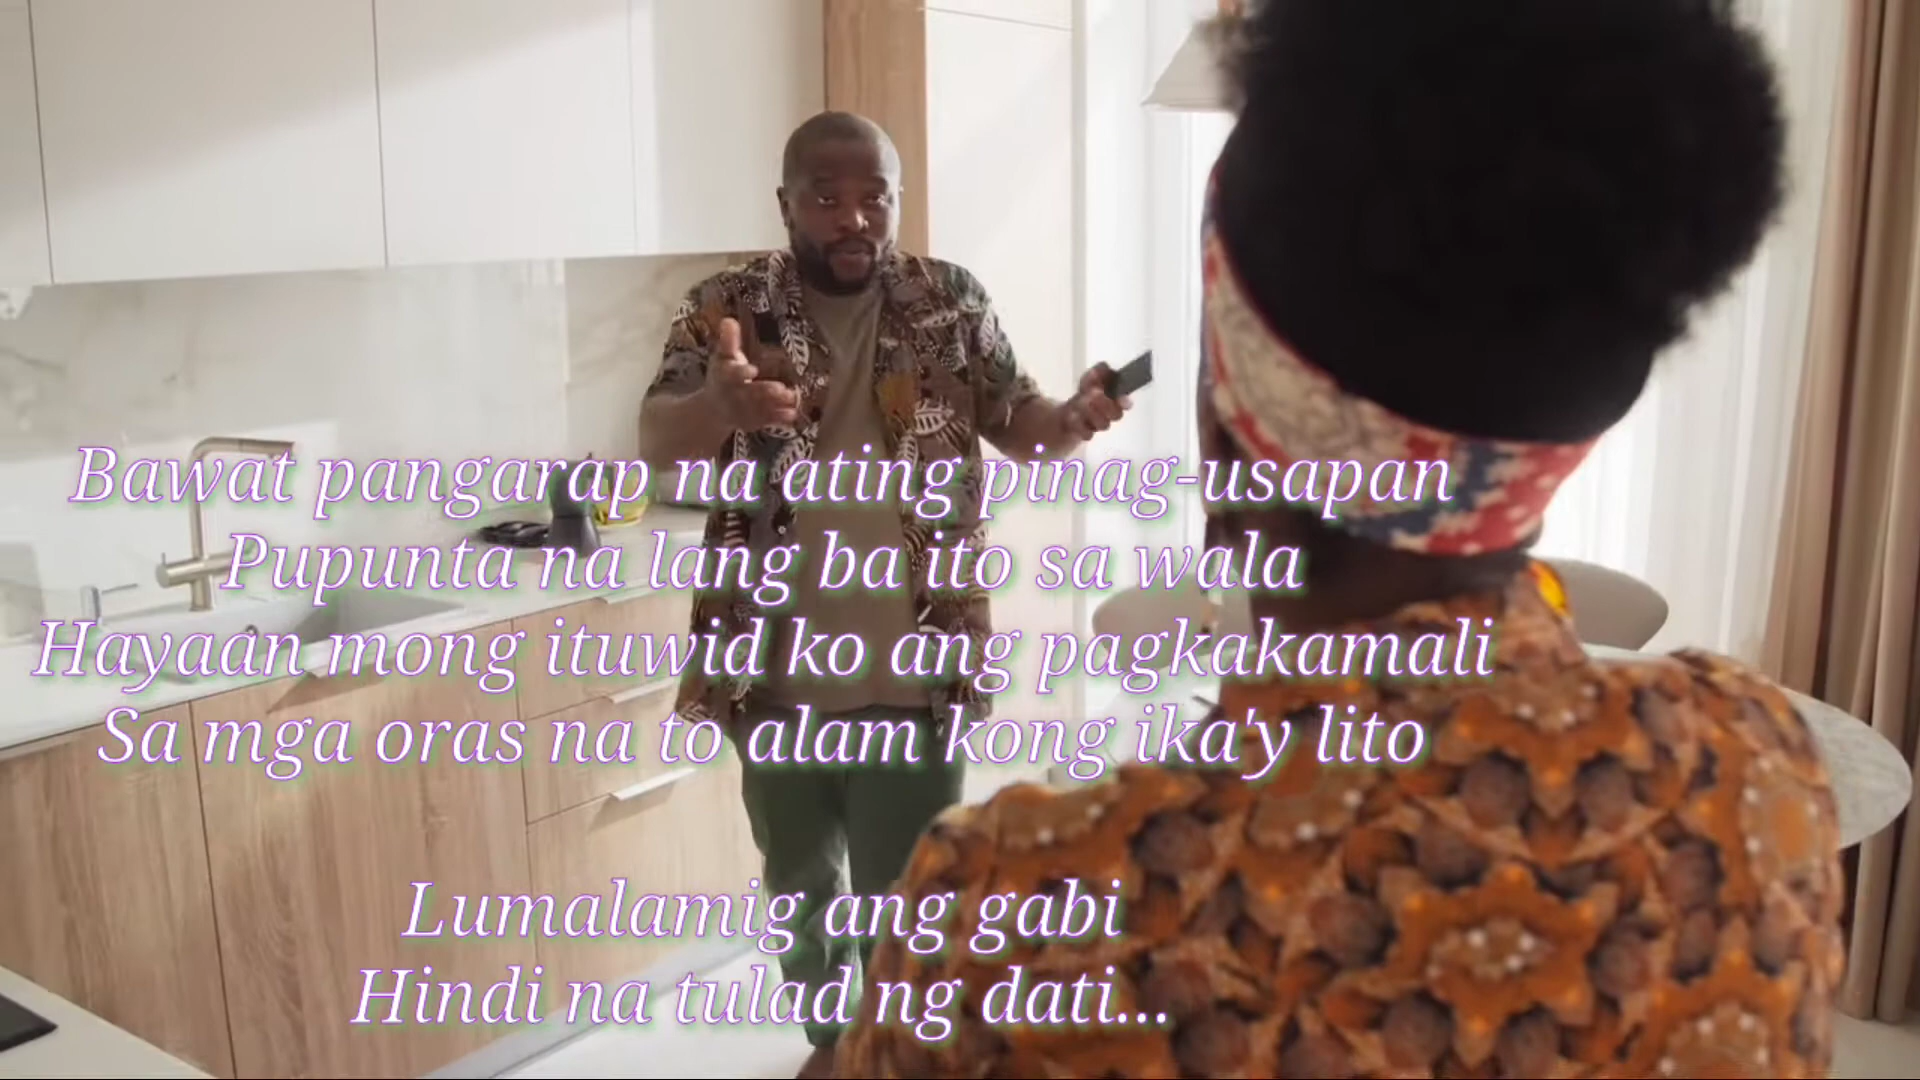 Bawat pangarap na ating pinag-usapan
Pupunta na lang ba ito sa wala
Hayaan mong ituwid ko ang pagkakamali
Sa mga oras na to alam kong ika'y lito
Lumalamig ang gabi
Hindi na tulad ng dati...